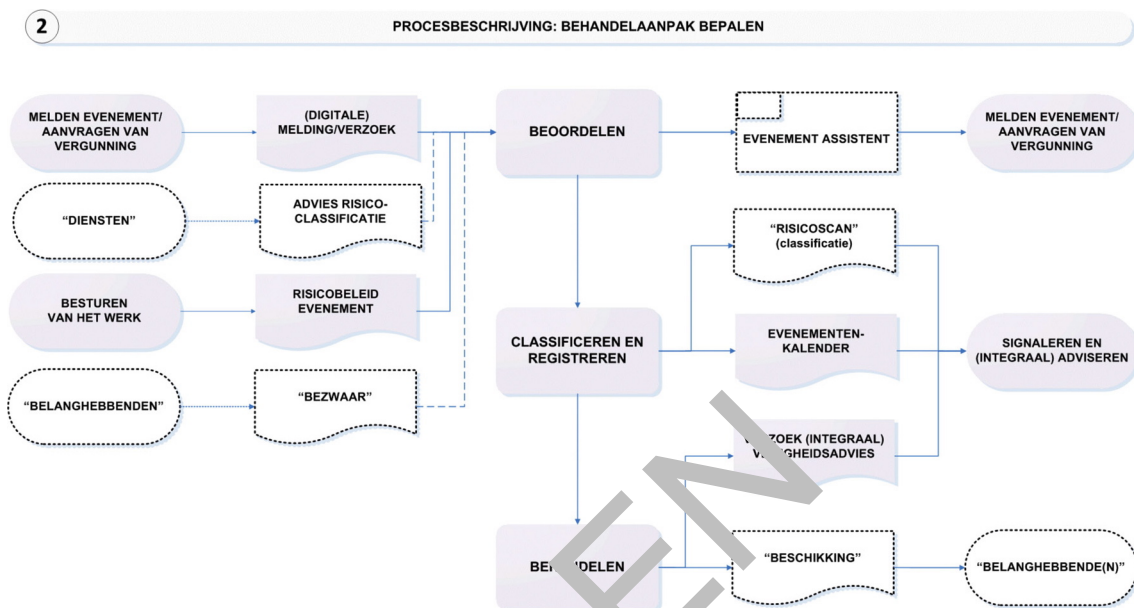 2
PROCESBESCHRIJVING: BEHANDELAANPAK BEPALEN
MELDEN EVENEMENT/
AANVRAGEN VAN
VERGUNNING
(DIGITALE)
MELDING/VERZOEK
BEOORDELEN
EVENEMENT ASSISTENT
MELDEN EVENEMENT/
AANVRAGEN VAN
VERGUNNING
“DIENSTEN”
ADVIES RISICO-
CLASSIFICATIE
“RISICOSCAN”
(classificatie)
BESTUREN
VAN HET WERK
RISICOBELEID
EVENEMENT
CLASSIFICEREN EN
REGISTREREN
EVENEMENTEN-
KALENDER
SIGNALEREN EN
(INTEGRAAL) ADVISEREN
“BELANGHEBBENDEN”
“BEZWAAR”
(INTEGRAAL)
“BESCHIKKING”
“BELANGHEBBENDE(N)”